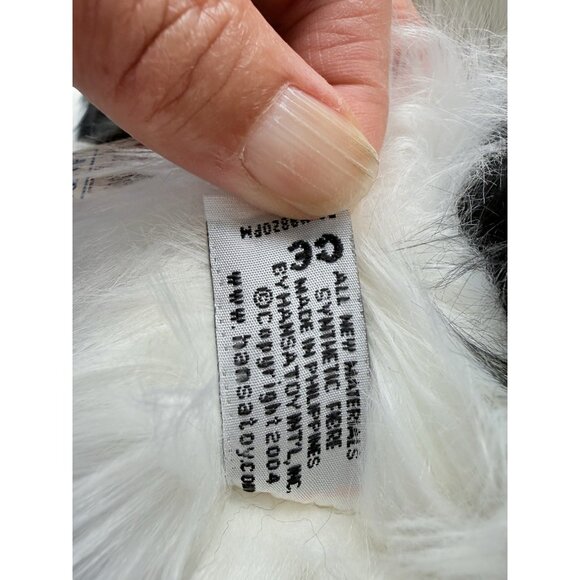 CE
ALL NEW MATERIALS
SYNTHETIC FIBRE
MADE IN PHILIPPINES
BY HANSA TOY INT'L, INC.
©Copyright 2004
www.hansatoy.com